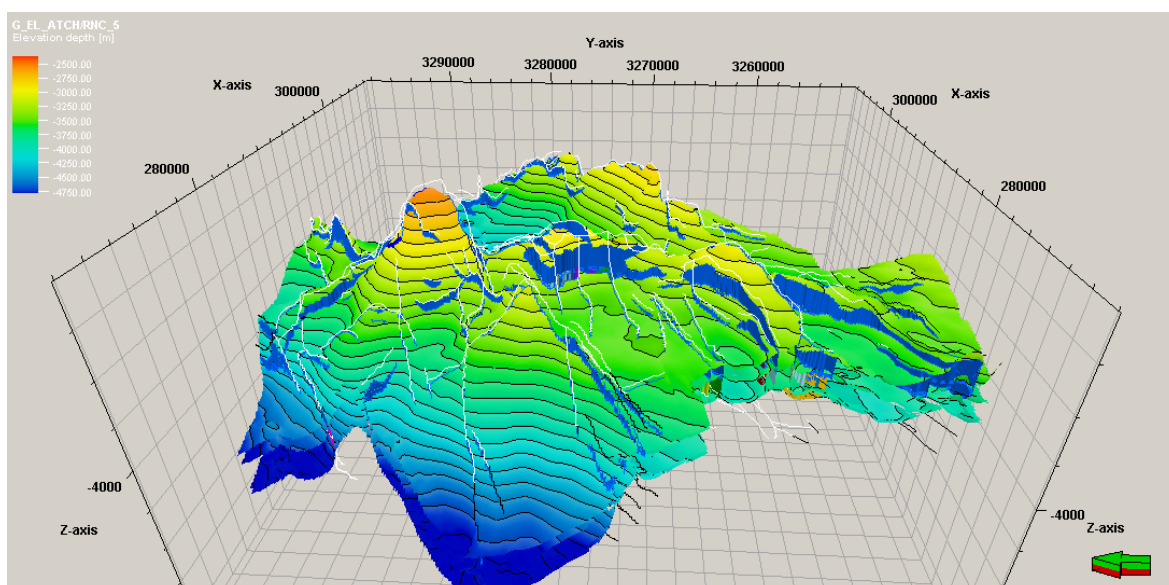 G_EL_ATCH/RNC_5
Elevation depth [m]
-2500.00
-2750.00
-3000.00
-3250.00
-3500.00
-3750.00
-4000.00
-4250.00
-4500.00
-4750.00
Y-axis
3290000
3280000
3270000
3260000
X-axis
300000
280000
300000
X-axis
280000
-4000
Z-axis
-4000
Z-axis